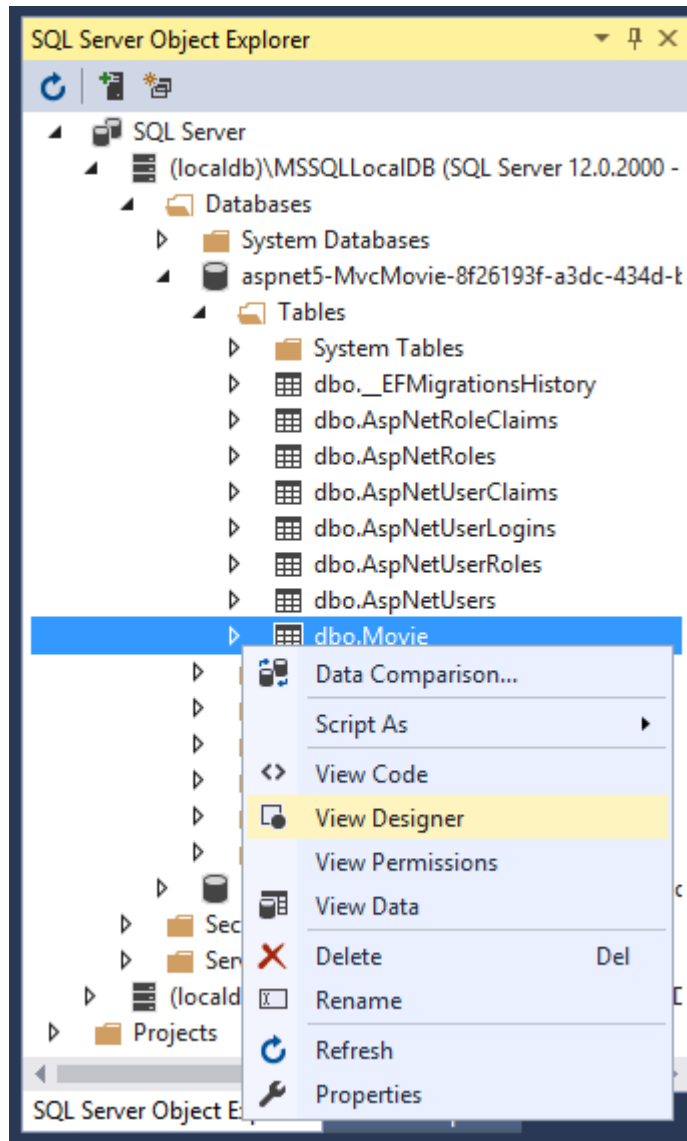 SQL Server Object Explorer
SQL Server
(localdb)\MSSQLLocalDB (SQL Server 12.0.2000 -
Databases
System Databases
aspnet5-MvcMovie-8f26193f-a3dc-434d-b
Tables
System Tables
dbo.__EFMigrationsHistory
dbo.AspNetRoleClaims
dbo.AspNetRoles
dbo.AspNetUserClaims
dbo.AspNetUserLogins
dbo.AspNetUserRoles
dbo.AspNetUsers
dbo.Movie
Data Comparison...
Script As
View Code
View Designer
View Permissions
View Data
Sec
Delete Del
Ser
(locald
Rename
Projects
Refresh
Properties
SQL Server Object E